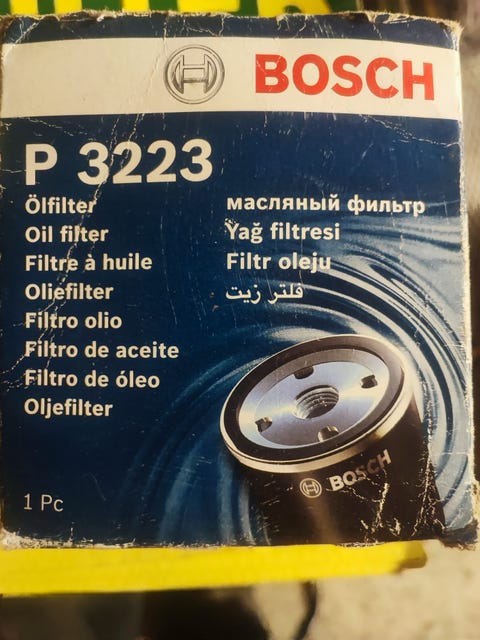 BOSCH
P 3223
Ölfilter
Oil filter
Filtre à huile
Oliefilter
Filtro olio
Filtro de aceite
Filtro de óleo
Oljefilter
масляный фильтр
Yağ filtresi
Filtr oleju
فلتر زيت
BOSCH
1 Pc